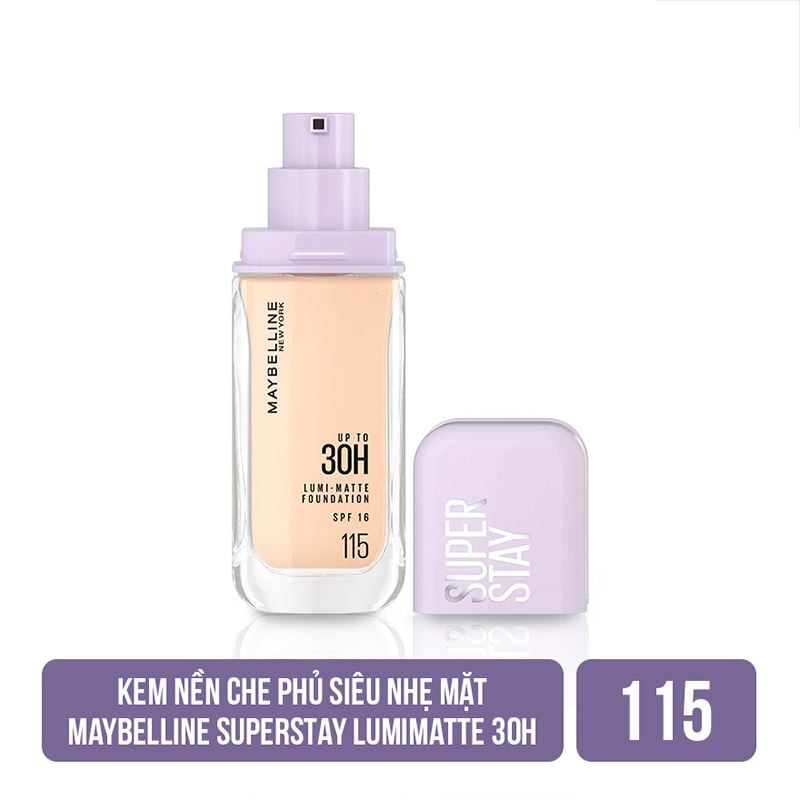 MAYBELLINE
NEW YORK
UP TO
30H
LUMI-MATTE
FOUNDATION
SPF 16
115
SUPER
STAY
KEM NỀN CHE PHỦ SIÊU NHẸ MẶT
MAYBELLINE SUPERSTAY LUMIMATTE 30H
115